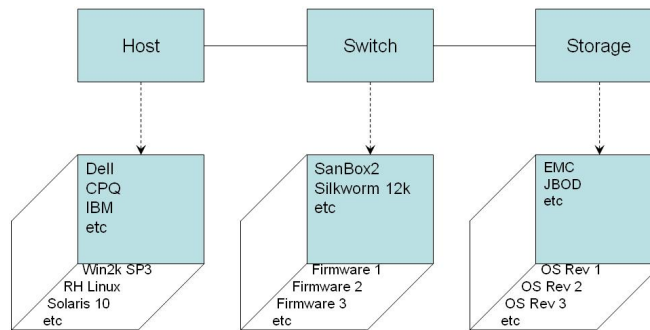 Host
Switch
Storage
Dell
CPQ
IBM
etc
Win2k SP3
RH Linux
Solaris 10
etc
SanBox2
Silkworm 12k
etc
Firmware 1
Firmware 2
Firmware 3
etc
EMC
JBOD
etc
OS Rev 1
OS Rev 2
OS Rev 3
etc